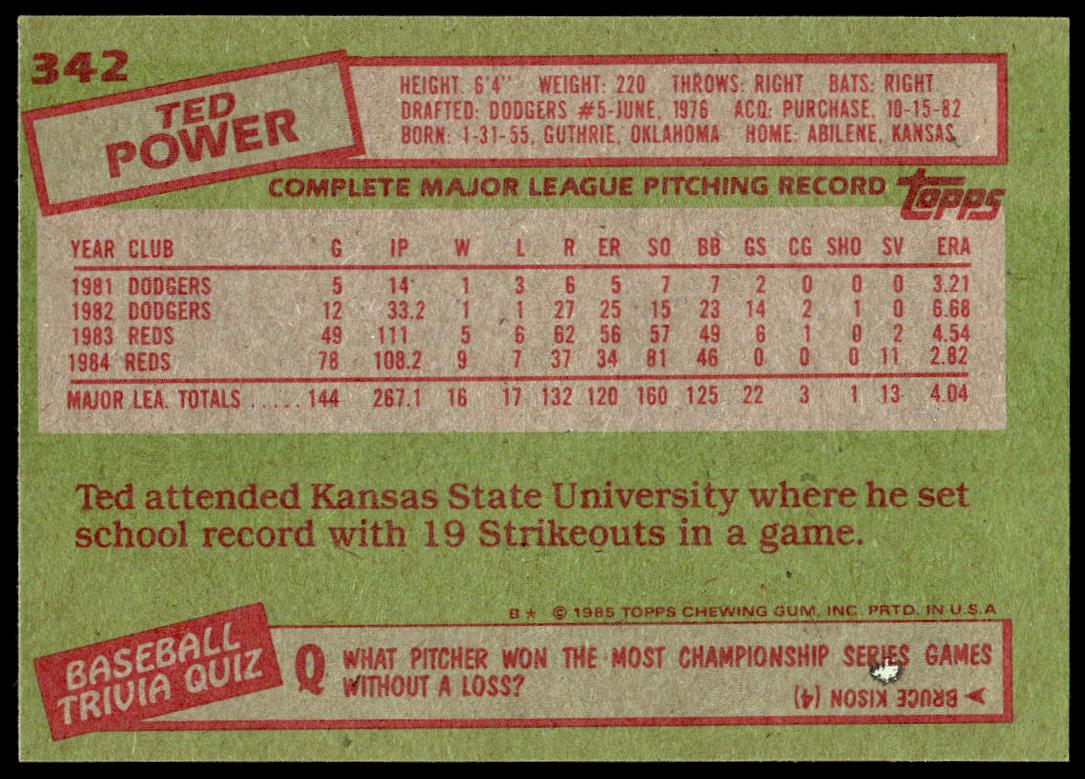 342
TED
POWER
HEIGHT: 6'4" WEIGHT: 220 THROWS: RIGHT BATS: RIGHT
DRAFTED: DODGERS #5-JUNE, 1976 ACQ: PURCHASE, 10-15-82
BORN: 1-31-55, GUTHRIE, OKLAHOMA HOME: ABILENE, KANSAS
COMPLETE MAJOR LEAGUE PITCHING RECORD topps
YEAR CLUB G IP W L R ER SO BB GS CG SHO SV ERA
1981 DODGERS 5 14 1 3 6 5 7 7 2 0 0 0 3.21
1982 DODGERS 12 33.2 1 1 27 25 15 23 14 2 1 0 6.68
1983 REDS 49 111 5 6 62 56 57 49 6 1 0 2 4.54
1984 REDS 78 108.2 9 7 37 34 81 46 0 0 0 11 2.82
MAJOR LEA. TOTALS ..... 144 267.1 16 17 132 120 160 125 22 3 1 13 4.04
Ted attended Kansas State University where he set
school record with 19 Strikeouts in a game.
B* © 1985 TOPPS CHEWING GUM, INC. PRTD. IN U.S.A
BASEBALL
TRIVIA QUIZ
Q WHAT PITCHER WON THE MOST CHAMPIONSHIP SERIES GAMES
WITHOUT A LOSS?
➤ BRUCE KISON (4)